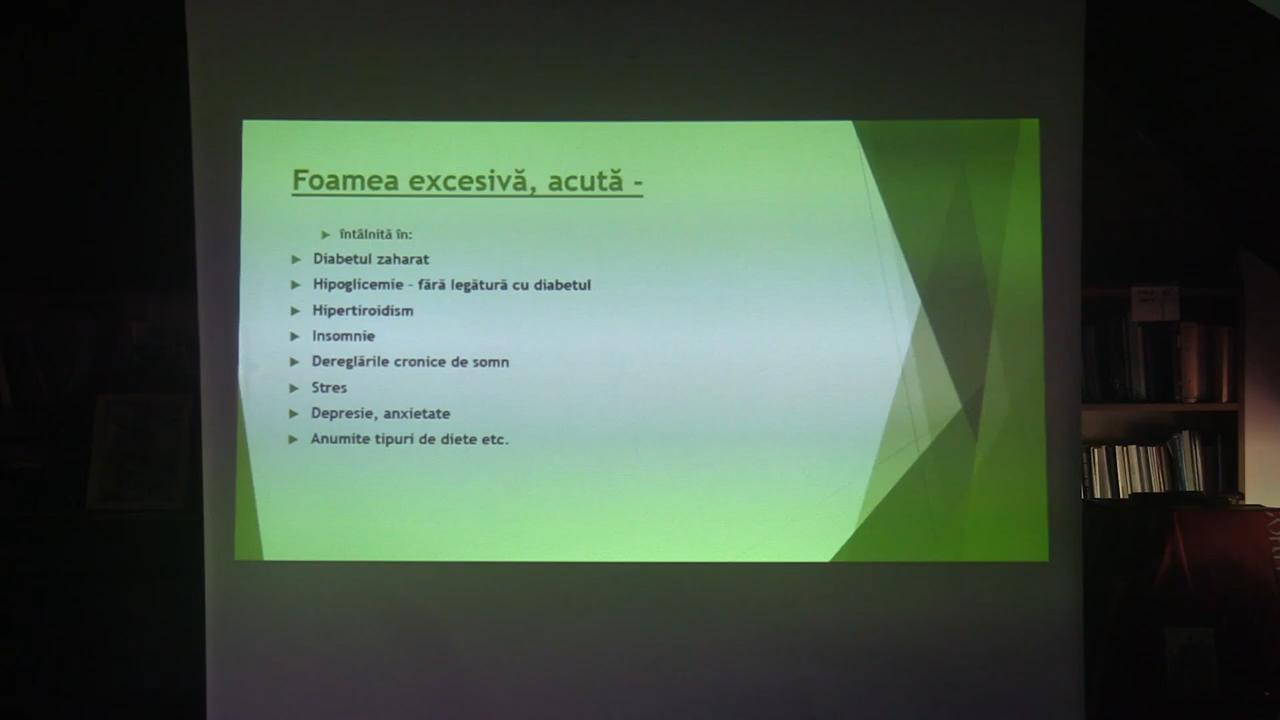 Foamea excesivă, acută -
întâlnită în:
Diabetul zaharat
Hipoglicemie – fără legătură cu diabetul
Hipertiroidism
Insomnie
Dereglările cronice de somn
Stres
Depresie, anxietate
Anumite tipuri de diete etc.